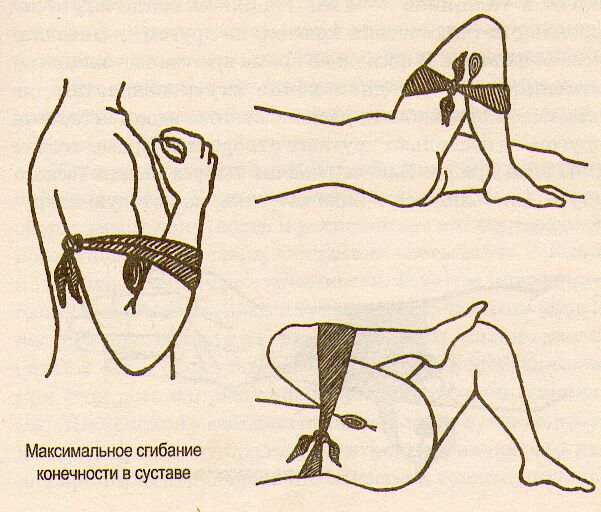 Максимальное сгибание
конечности в суставе